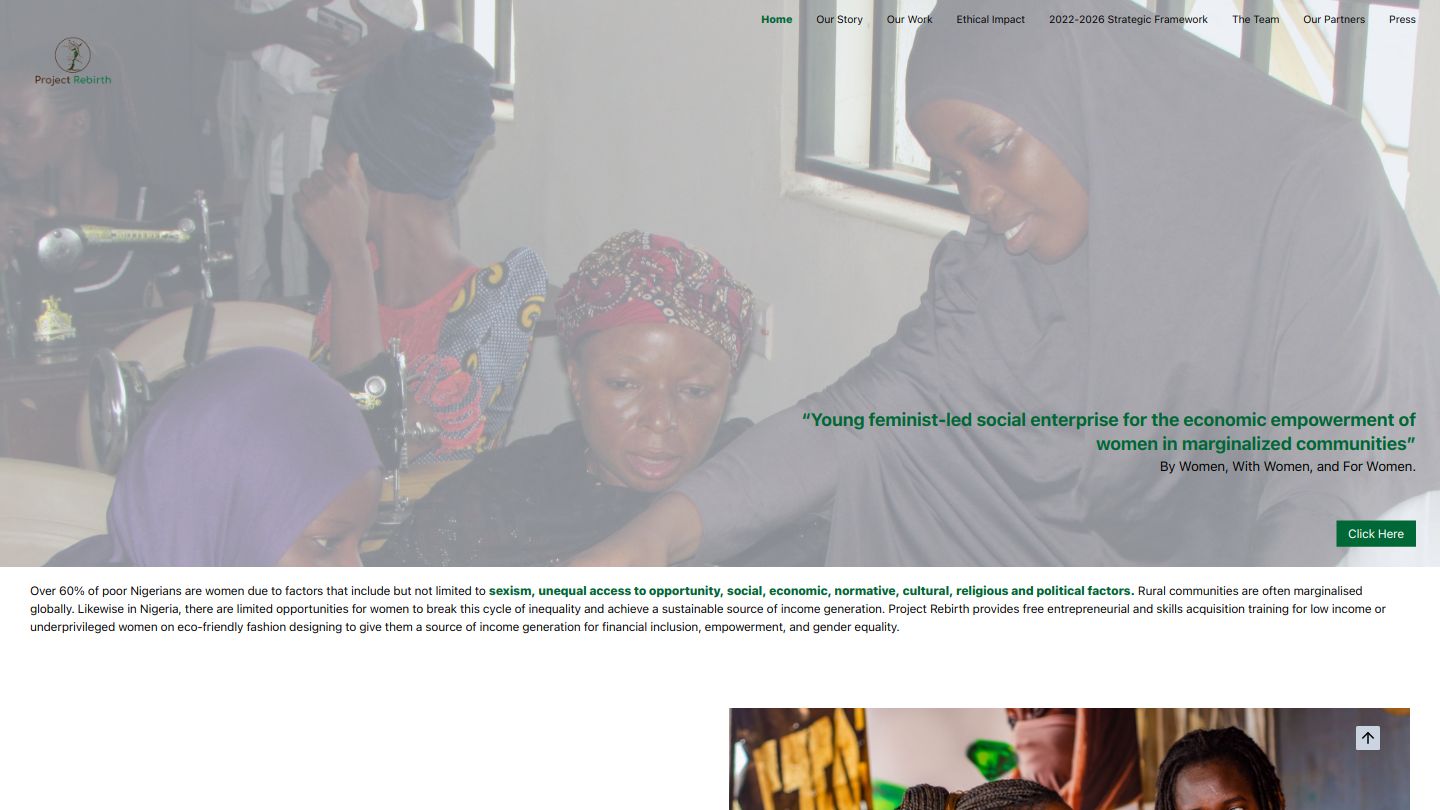 Home Our Story Our Work Ethical Impact 2022-2026 Strategic Framework The Team Our Partners Press
Project Rebirth
“Young feminist-led social enterprise for the economic empowerment of
women in marginalized communities”
By Women, With Women, and For Women.
Click Here
Over 60% of poor Nigerians are women due to factors that include but not limited to sexism, unequal access to opportunity, social, economic, normative, cultural, religious and political factors. Rural communities are often marginalised
globally. Likewise in Nigeria, there are limited opportunities for women to break this cycle of inequality and achieve a sustainable source of income generation. Project Rebirth provides free entrepreneurial and skills acquisition training for low income or
underprivileged women on eco-friendly fashion designing to give them a source of income generation for financial inclusion, empowerment, and gender equality.